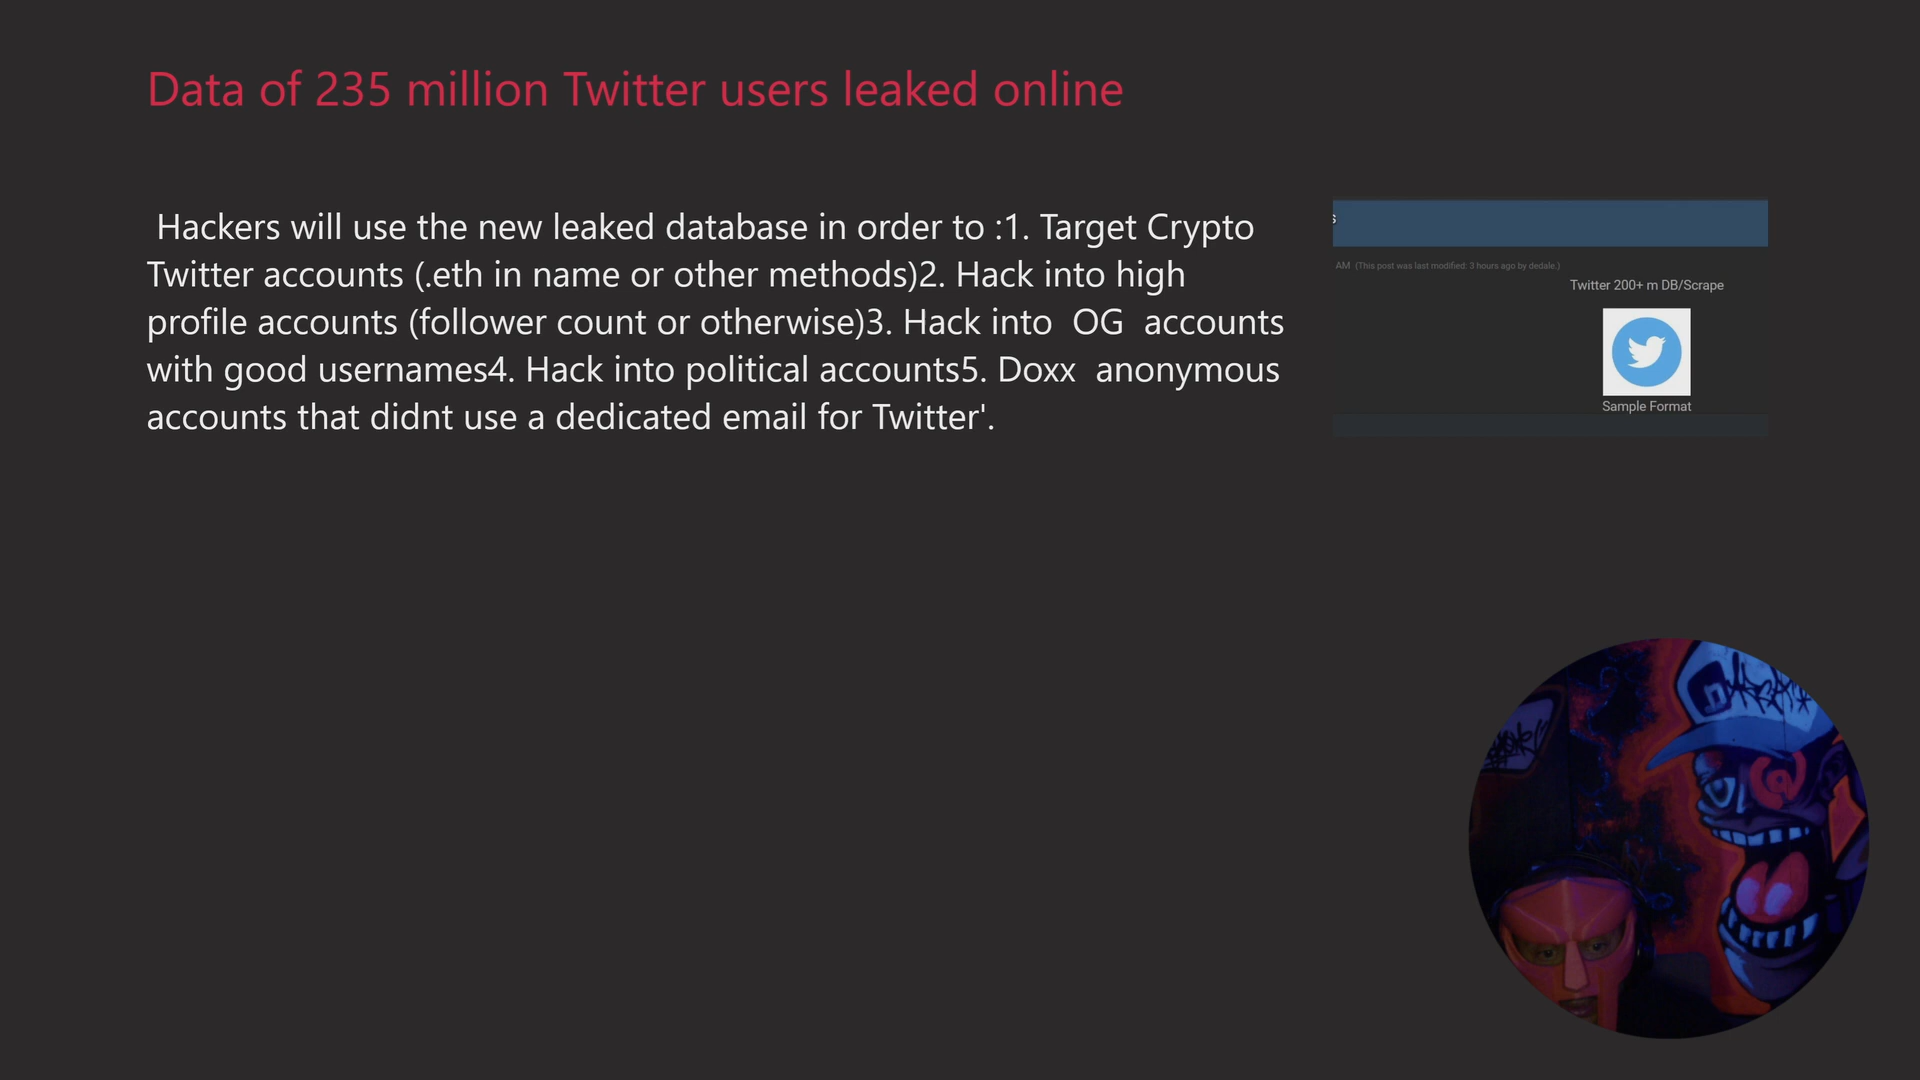 Data of 235 million Twitter users leaked online
Hackers will use the new leaked database in order to :1. Target Crypto
Twitter accounts (.eth in name or other methods)2. Hack into high
profile accounts (follower count or otherwise)3. Hack into  OG  accounts
with good usernames4. Hack into political accounts5. Doxx  anonymous
accounts that didnt use a dedicated email for Twitter'.
s
AM (This post was last modified: 3 hours ago by dedale.)
Twitter 200+ m DB/Scrape
Sample Format